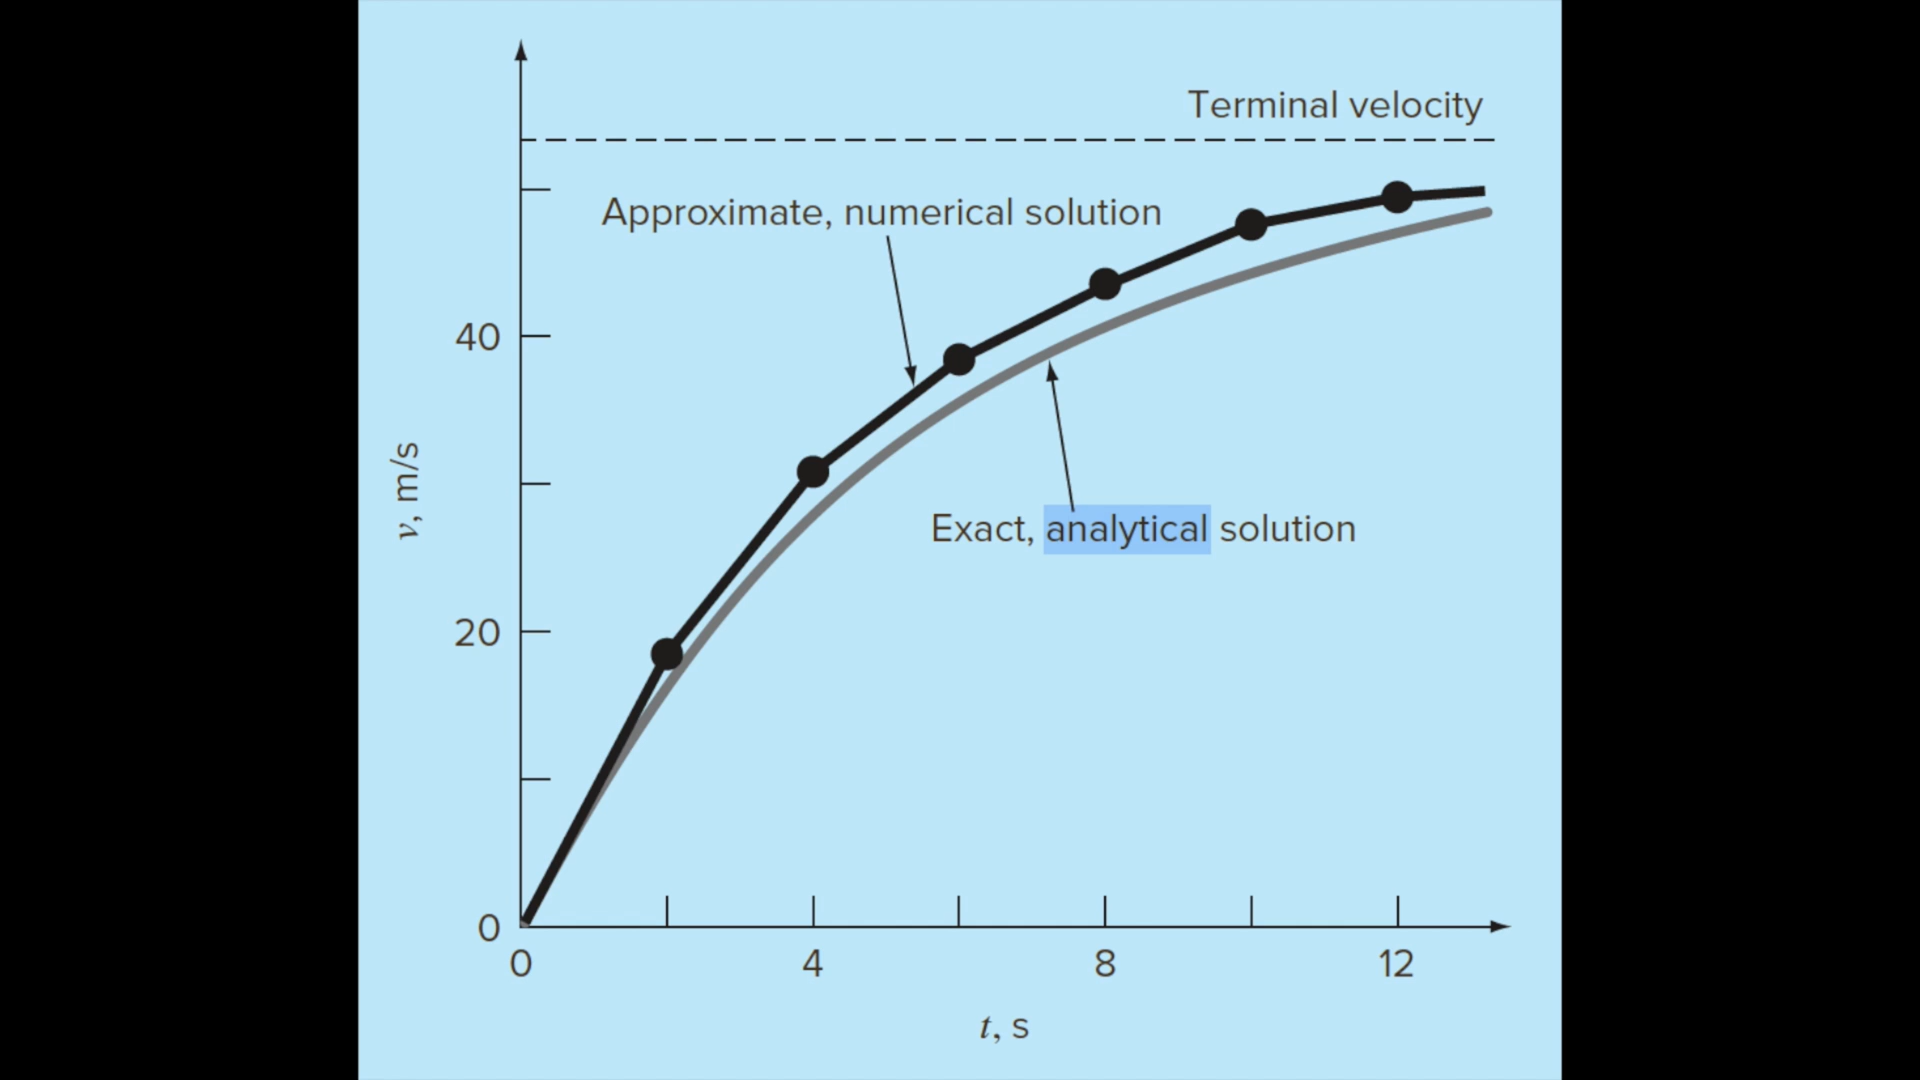 Terminal velocity
Approximate, numerical solution
40
v, m/s
Exact, analytical solution
20
0
0 4 8 12
t, s